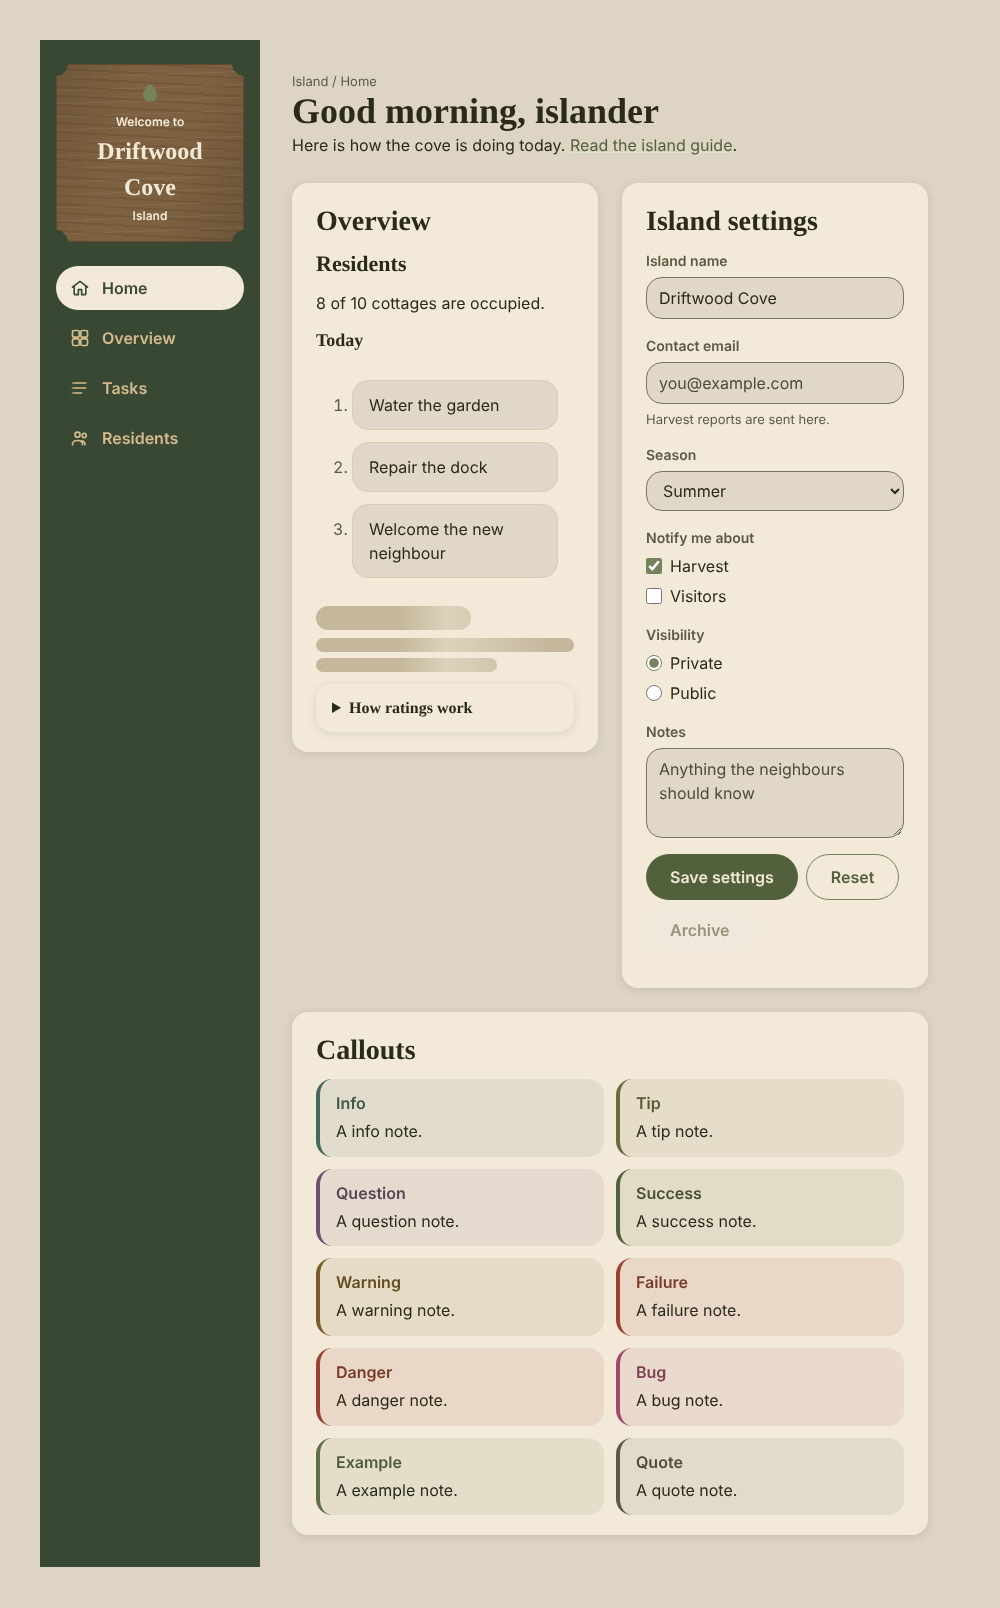 Welcome to
Driftwood
Cove
Island
Home
Overview
Tasks
Residents
Island / Home
Good morning, islander
Here is how the cove is doing today. Read the island guide.
Overview
Residents
8 of 10 cottages are occupied.
Today
1. Water the garden
2. Repair the dock
3. Welcome the new
neighbour
How ratings work
Island settings
Island name
Driftwood Cove
Contact email
you@example.com
Harvest reports are sent here.
Season
Summer
Notify me about
Harvest
Visitors
Visibility
Private
Public
Notes
Anything the neighbours
should know
Save settings
Reset
Archive
Callouts
Info
A info note.
Tip
A tip note.
Question
A question note.
Success
A success note.
Warning
A warning note.
Failure
A failure note.
Danger
A danger note.
Bug
A bug note.
Example
A example note.
Quote
A quote note.